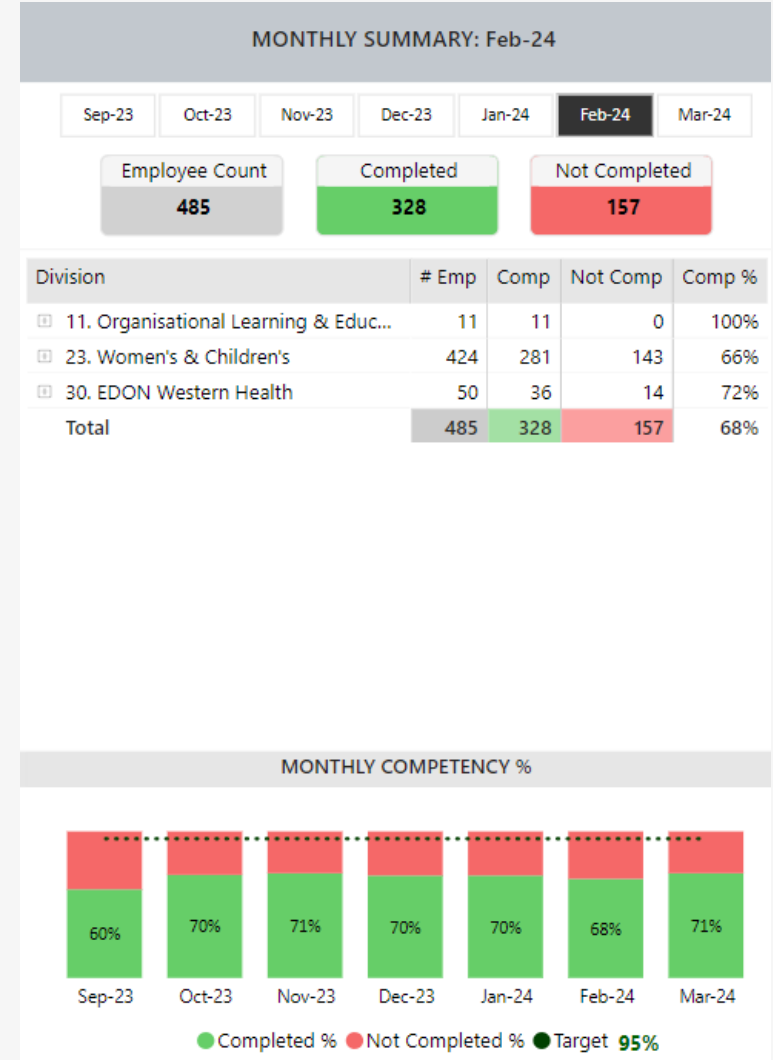 MONTHLY SUMMARY: Feb-24
Sep-23 Oct-23 Nov-23 Dec-23 Jan-24 Feb-24 Mar-24
Employee Count Completed Not Completed
485 328 157
Division # Emp Comp Not Comp Comp %
11. Organisational Learning & Educ... 11 11 0 100%
23. Women's & Children's 424 281 143 66%
30. EDON Western Health 50 36 14 72%
Total 485 328 157 68%
MONTHLY COMPETENCY %
60% 70% 71% 70% 70% 68% 71%
Sep-23 Oct-23 Nov-23 Dec-23 Jan-24 Feb-24 Mar-24
Completed % Not Completed % Target 95%